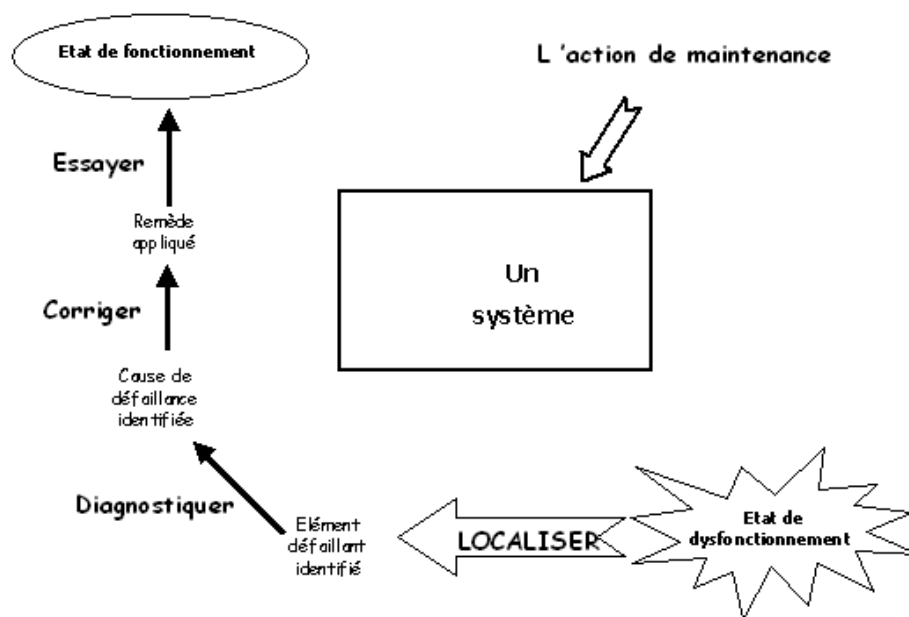 Etat de fonctionnement
L 'action de maintenance
Essayer
Remède
appliqué
Un
système
Corriger
Cause de
défaillance
identifiée
Diagnostiquer
Elément
défaillant
identifié
LOCALISER
Etat de
dysfonctionnement